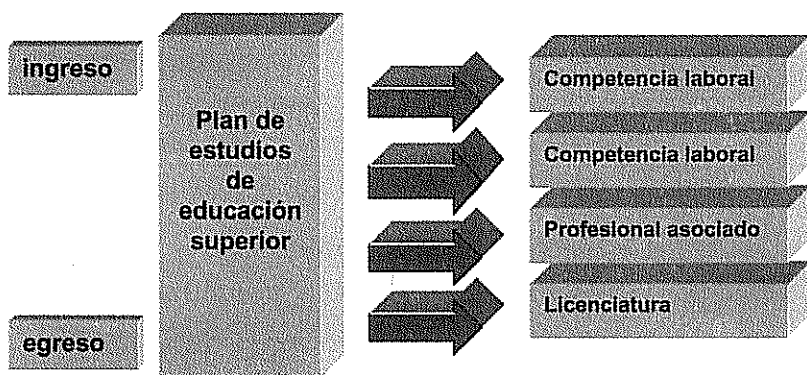 ingreso
Plan de
estudios
de
educación
superior
egreso
Competencia laboral
Competencia laboral
Profesional asociado
Licenciatura